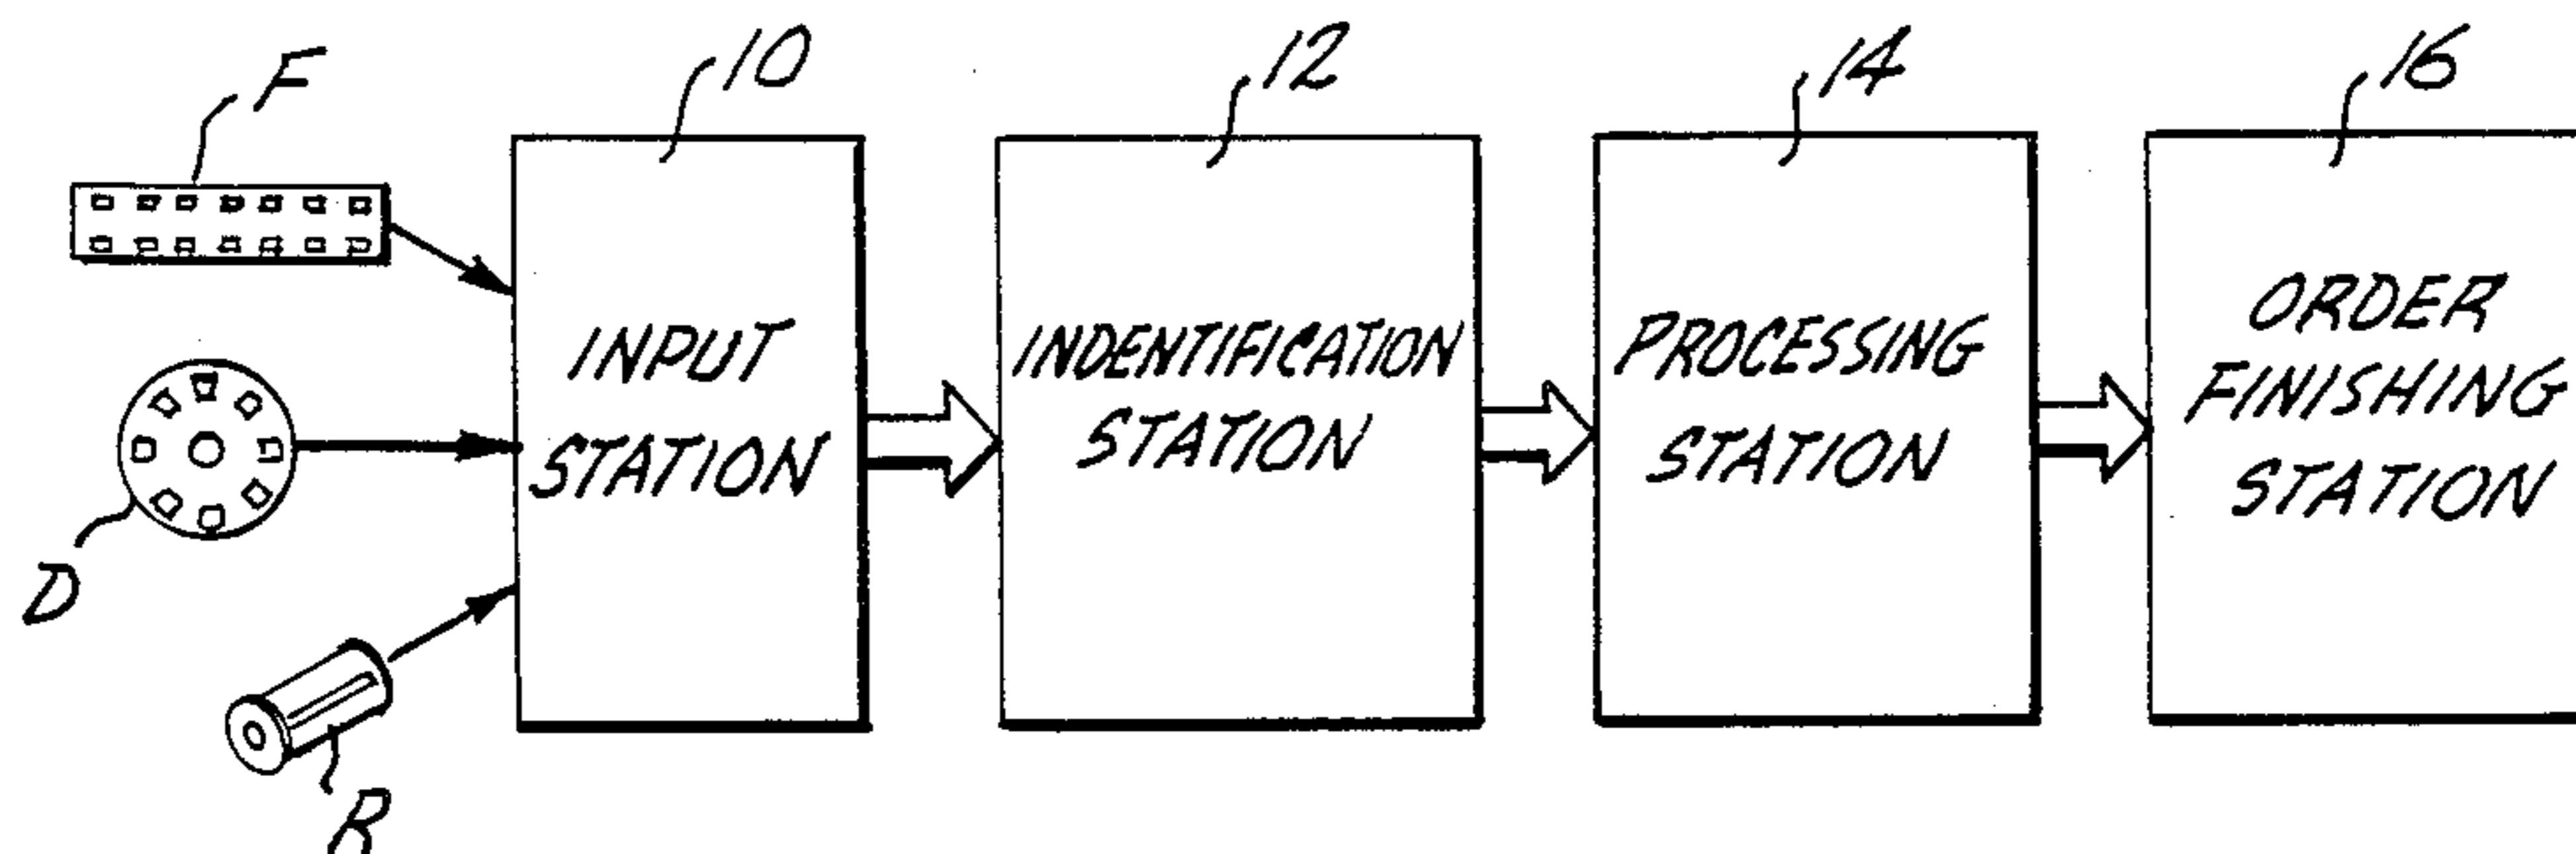 F
10
12
14
16
INPUT
STATION
INDENTIFICATION
STATION
PROCESSING
STATION
ORDER
FINISHING
STATION
D
R